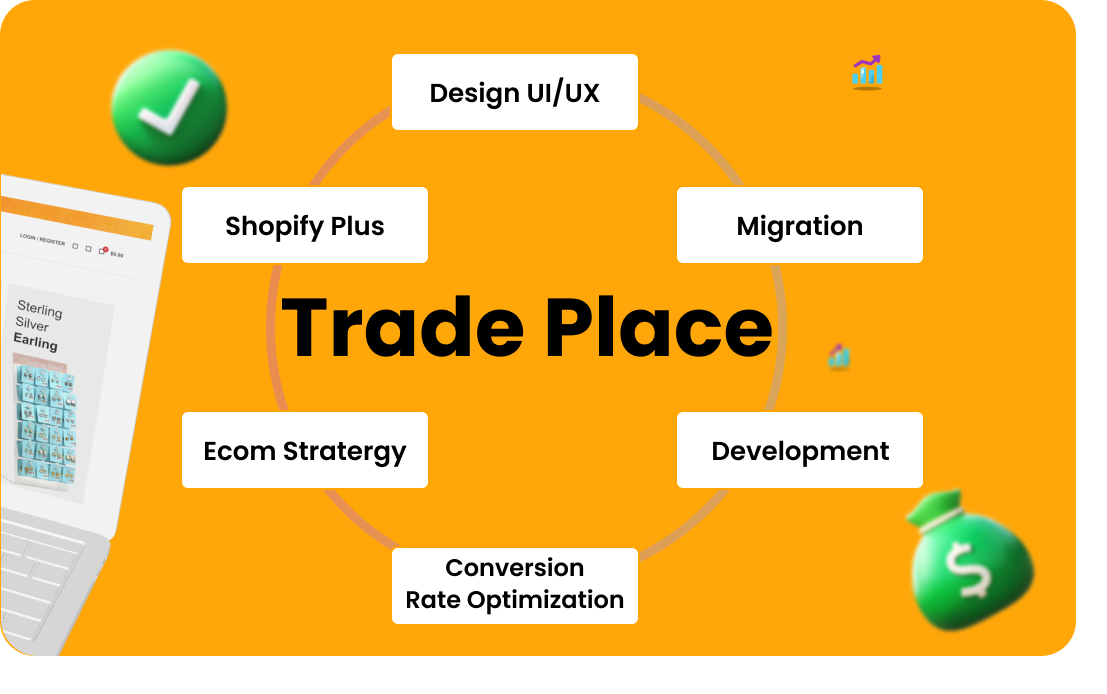 Design UI/UX
Shopify Plus
Migration
LOGIN / REGISTER
$0.00
Sterling
Silver
Earling
Trade Place
Ecom Stratergy
Development
Conversion
Rate Optimization